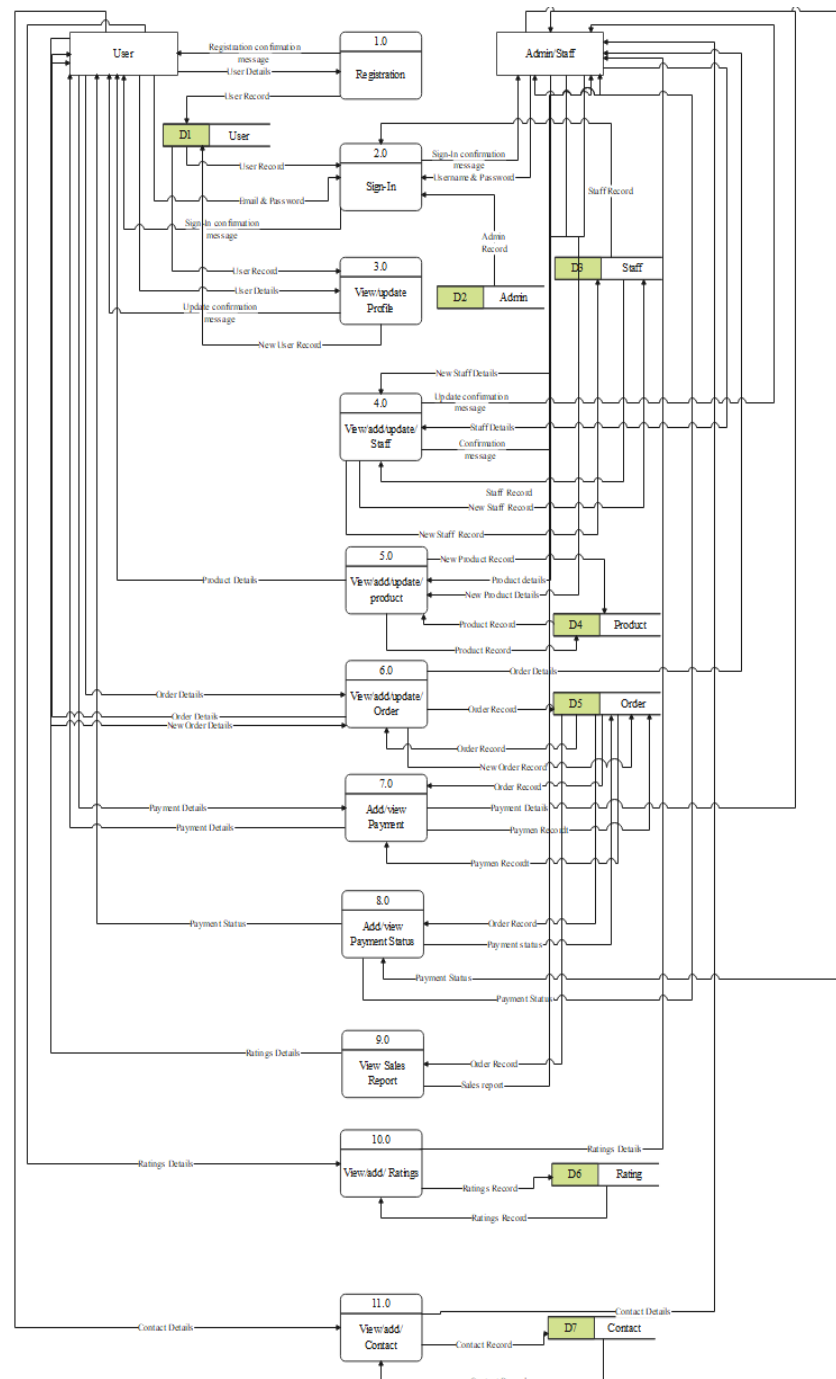 User
Admin/Staff
1.0
Registration
Registration confirmation
message
User Details
User Record
D1
User
2.0
Sign-In
User Record
Sign-In confirmation
message
Username & Password
Staff Record
Email & Password
Sign-In confirmation
message
Admin
Record
3.0
View/update
Profile
User Record
User Details
Update confirmation
message
New User Record
D3
Staff
D2
Admin
4.0
View/add/update/
Staff
New Staff Details
Update confirmation
message
Staff Details
Confirmation
message
Staff Record
New Staff Record
New Staff Record
5.0
View/add/update/
product
New Product Record
Product Details
Product details
New Product Details
Product Record
D4
Product
Product Record
6.0
View/add/update/
Order
Order Details
Order Details
Order Details
New Order Details
Order Record
D5
Order
Order Record
New Order Record
Order Record
7.0
Add/view
Payment
Payment Details
Payment Details
Payment Details
Paymen Recordt
Paymen Recordt
8.0
Add/view
Payment Status
Payment Status
Order Record
Payment status
Payment Status
Payment Status
9.0
View Sales
Report
Ratings Details
Order Record
Sales report
10.0
View/add/ Ratings
Ratings Details
Ratings Details
Ratings Record
D6
Rating
Ratings Record
11.0
View/add/
Contact
Contact Details
Contact Details
Contact Record
D7
Contact